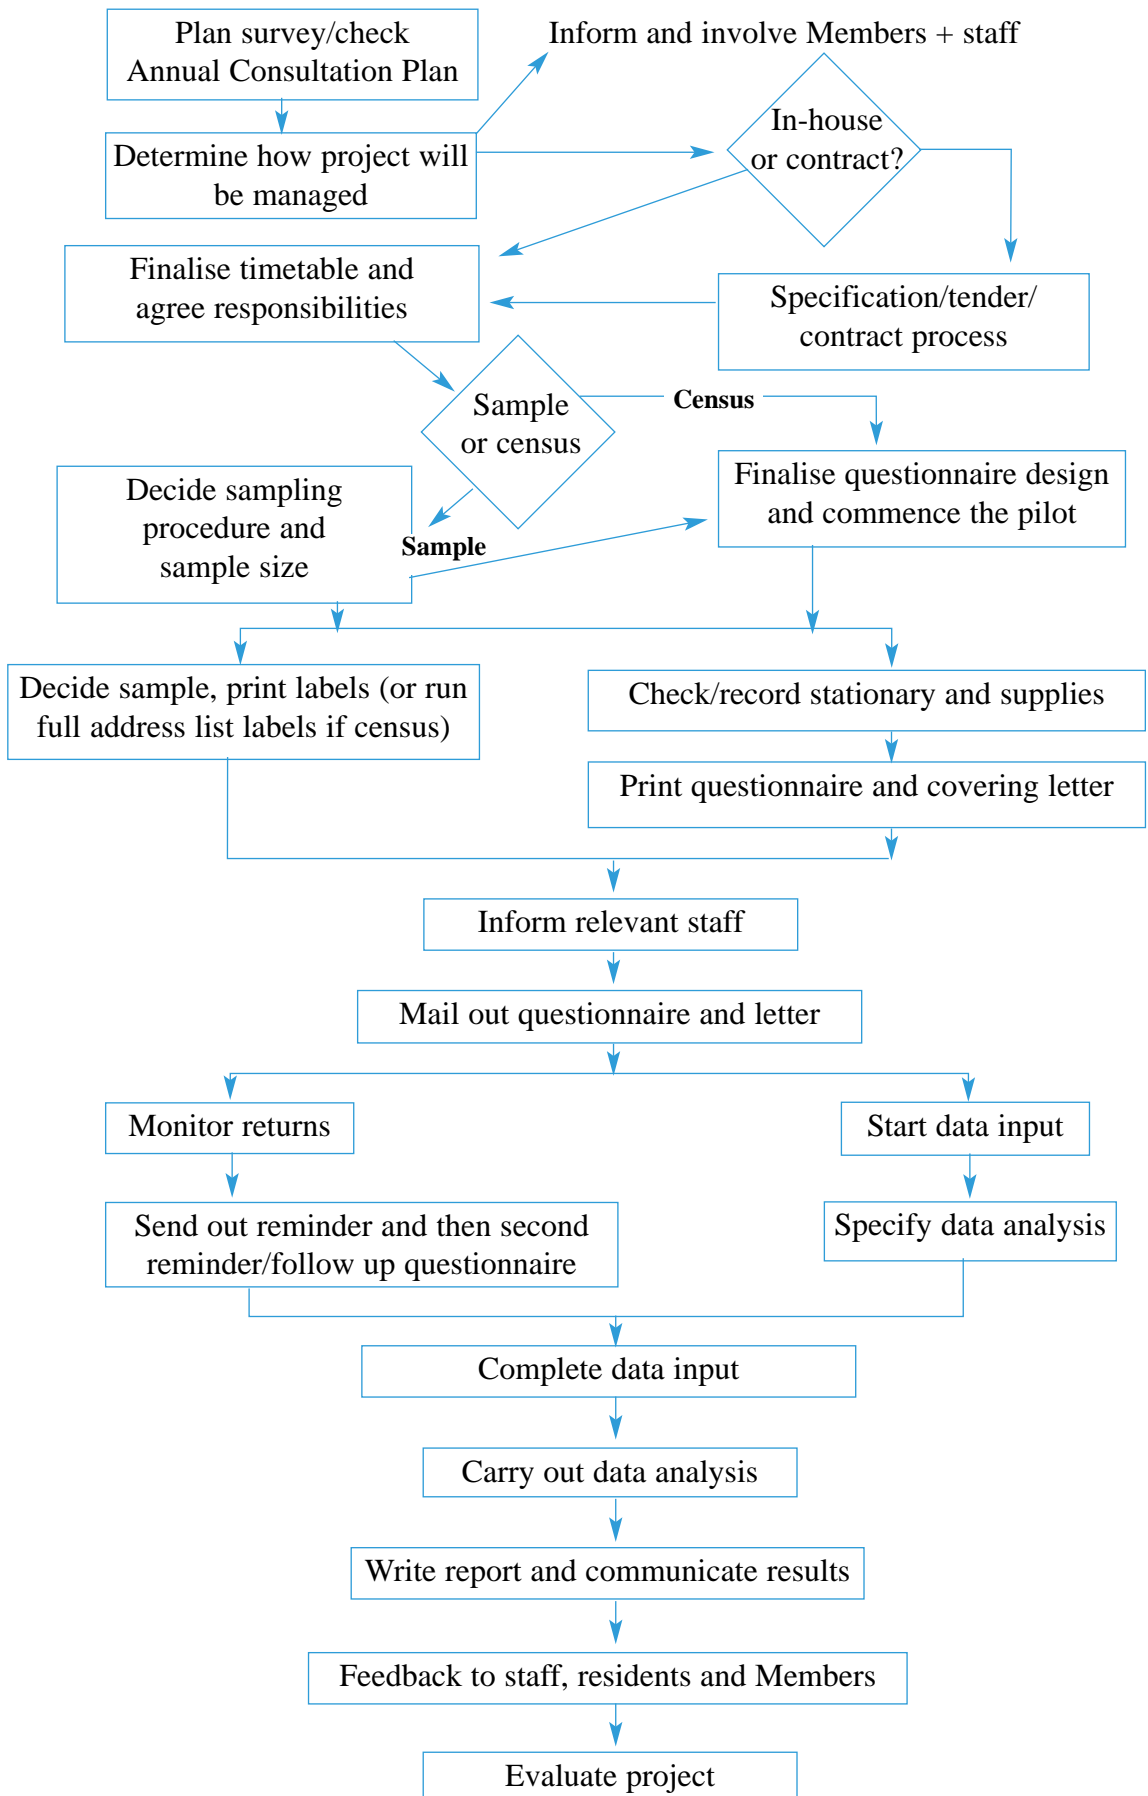 Plan survey/check
Annual Consultation Plan
Inform and involve Members + staff
Determine how project will
be managed
In-house
or contract?
Finalise timetable and
agree responsibilities
Specification/tender/
contract process
Sample
or census
Census
Decide sampling
procedure and
sample size
Sample
Finalise questionnaire design
and commence the pilot
Decide sample, print labels (or run
full address list labels if census)
Check/record stationary and supplies
Print questionnaire and covering letter
Inform relevant staff
Mail out questionnaire and letter
Monitor returns
Start data input
Send out reminder and then second
reminder/follow up questionnaire
Specify data analysis
Complete data input
Carry out data analysis
Write report and communicate results
Feedback to staff, residents and Members
Evaluate project